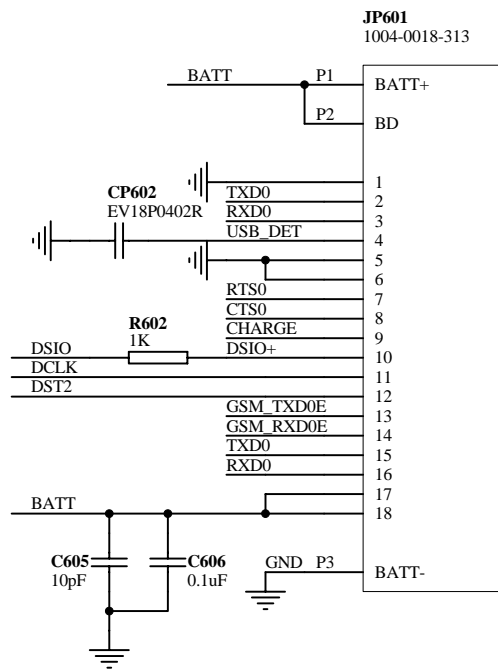 JP601
1004-0018-313
BATT P1 BATT+
P2 BD
1
TXD0 2
CP602
RXD0 3
EV18P0402R
USB_DET 4
5
6
RTS0 7
CTS0 8
R602
CHARGE 9
1K
DSIO DSIO+ 10
DCLK 11
DST2 12
GSM_TXD0E 13
GSM_RXD0E 14
TXD0 15
RXD0 16
17
BATT 18
C605 C606
10pF 0.1uF
GND P3 BATT-